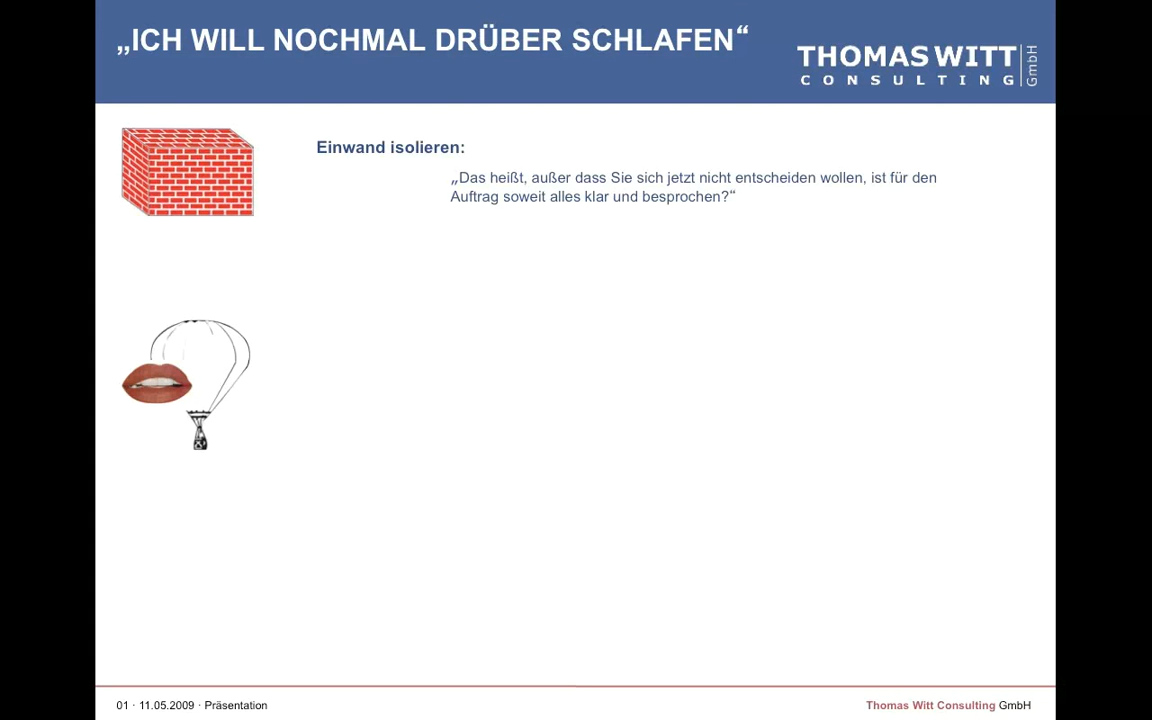 „ICH WILL NOCHMAL DRÜBER SCHLAFEN“
THOMAS WITT
CONSULTING
GmbH
Einwand isolieren:
„Das heißt, außer dass Sie sich jetzt nicht entscheiden wollen, ist für den
Auftrag soweit alles klar und besprochen?“
01 · 11.05.2009 · Präsentation
Thomas Witt Consulting GmbH